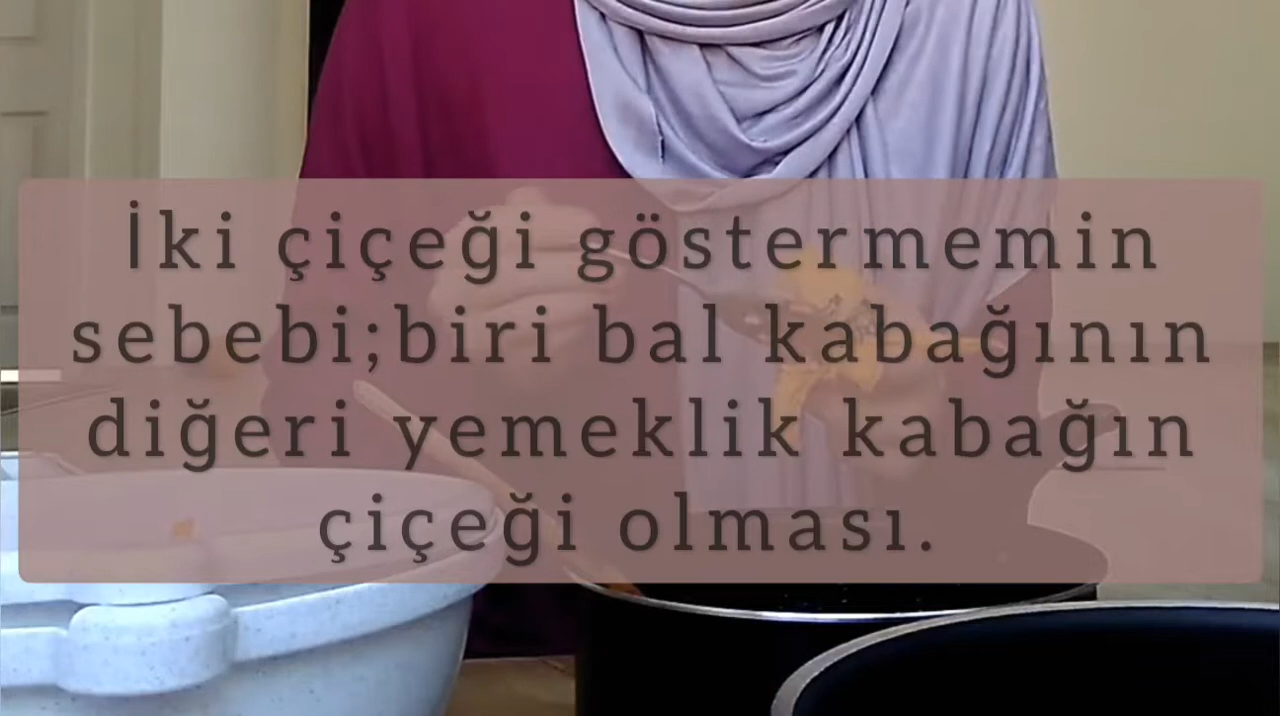 İki çiçeği göstermemin
sebebi;biri bal kabağının
diğeri yemeklik kabağın
çiçeği olması.